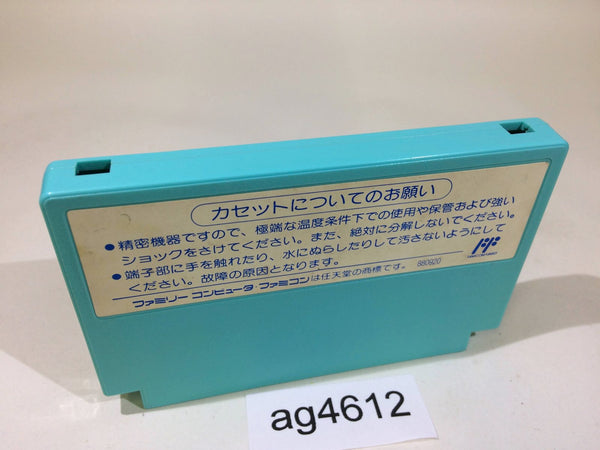 カセットについてのお願い
●精密機器ですので、極端な温度条件下での使用や保管および強い
ショックをさけてください。また、絶対に分解しないでください。
●端子部に手を触れたり、水にぬらしたりして汚さないようにして
ください。故障の原因となります。
880920
ファミリー コンピュータ・ファミコンは任天堂の商標です。
ag4612